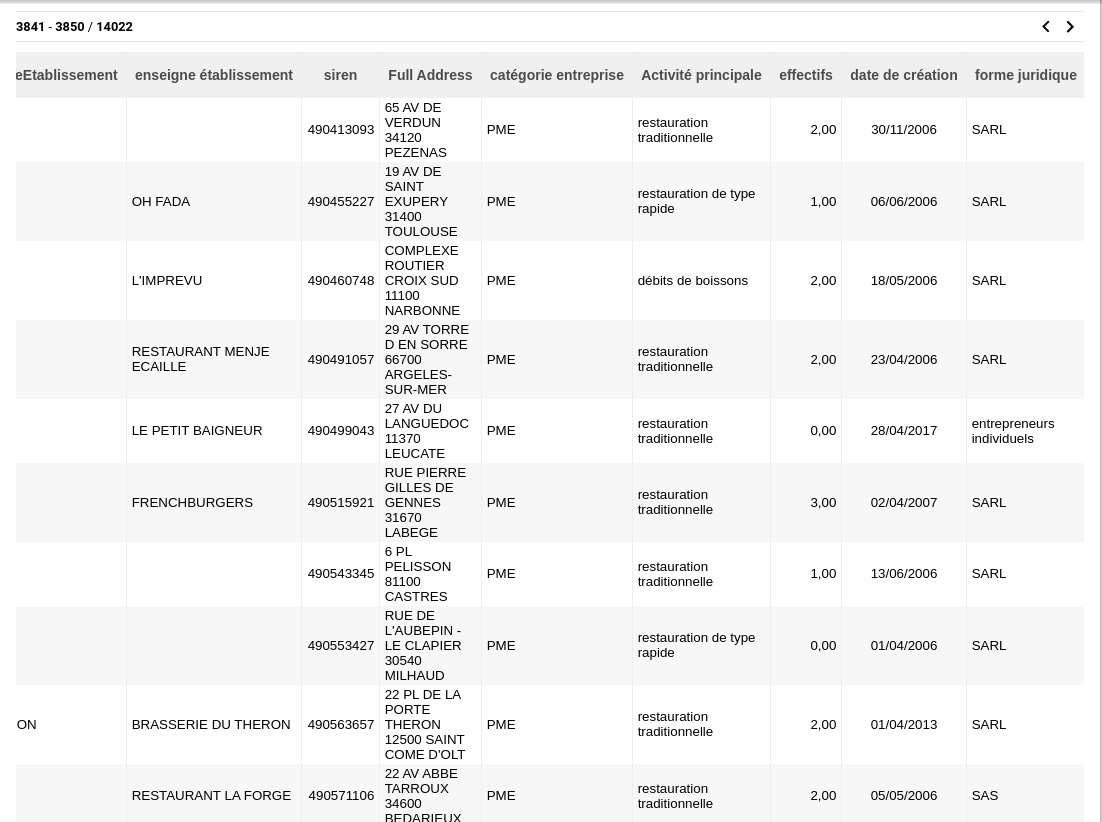 3841 - 3850 / 14022
eEtablissement enseigne établissement siren Full Address catégorie entreprise Activité principale effectifs date de création forme juridique
65 AV DE
VERDUN
34120
PEZENAS
490413093 PME restauration
traditionnelle
2,00 30/11/2006 SARL
OH FADA 490455227
19 AV DE
SAINT
EXUPERY
31400
TOULOUSE
PME restauration de type
rapide
1,00 06/06/2006 SARL
L'IMPREVU 490460748
COMPLEXE
ROUTIER
CROIX SUD
11100
NARBONNE
PME débits de boissons 2,00 18/05/2006 SARL
RESTAURANT MENJE
ECAILLE
490491057
29 AV TORRE
D EN SORRE
66700
ARGELES-
SUR-MER
PME restauration
traditionnelle
2,00 23/04/2006 SARL
LE PETIT BAIGNEUR 490499043
27 AV DU
LANGUEDOC
11370
LEUCATE
PME restauration
traditionnelle
0,00 28/04/2017 entrepreneurs
individuels
FRENCHBURGERS 490515921
RUE PIERRE
GILLES DE
GENNES
31670
LABEGE
PME restauration
traditionnelle
3,00 02/04/2007 SARL
490543345
6 PL
PELISSON
81100
CASTRES
PME restauration
traditionnelle
1,00 13/06/2006 SARL
490553427
RUE DE
L'AUBEPIN -
LE CLAPIER
30540
MILHAUD
PME restauration de type
rapide
0,00 01/04/2006 SARL
ON BRASSERIE DU THERON 490563657
22 PL DE LA
PORTE
THERON
12500 SAINT
COME D'OLT
PME restauration
traditionnelle
2,00 01/04/2013 SARL
RESTAURANT LA FORGE 490571106
22 AV ABBE
TARROUX
34600
BEDARIEUX
PME restauration
traditionnelle
2,00 05/05/2006 SAS